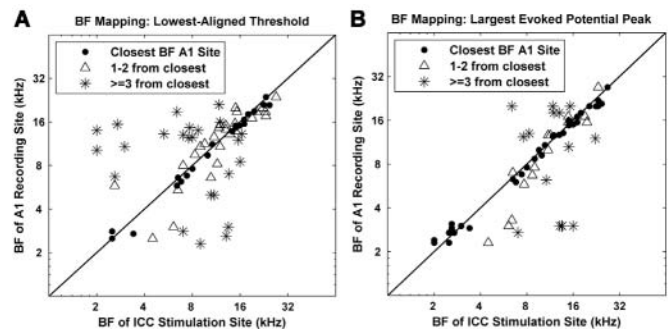 A
BF Mapping: Lowest-Aligned Threshold
Closest BF A1 Site
1-2 from closest
>=3 from closest
BF of A1 Recording Site
(kHz)
32
16
8
4
2
2 4 8 16 32
BF of ICC Stimulation Site (kHz)
B
BF Mapping: Largest Evoked Potential Peak
Closest BF A1 Site
1-2 from closest
>=3 from closest
BF of A1 Recording Site
(kHz)
32
16
8
4
2
2 4 8 16 32
BF of ICC Stimulation Site (kHz)